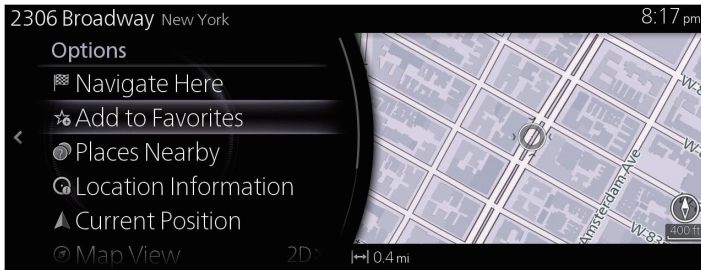 2306 Broadway New York
8:17 pm
Options
Navigate Here
Add to Favorites
Places Nearby
Location Information
Current Position
Map View 2D
Amsterdam Ave
W-83
400 ft
0.4 mi